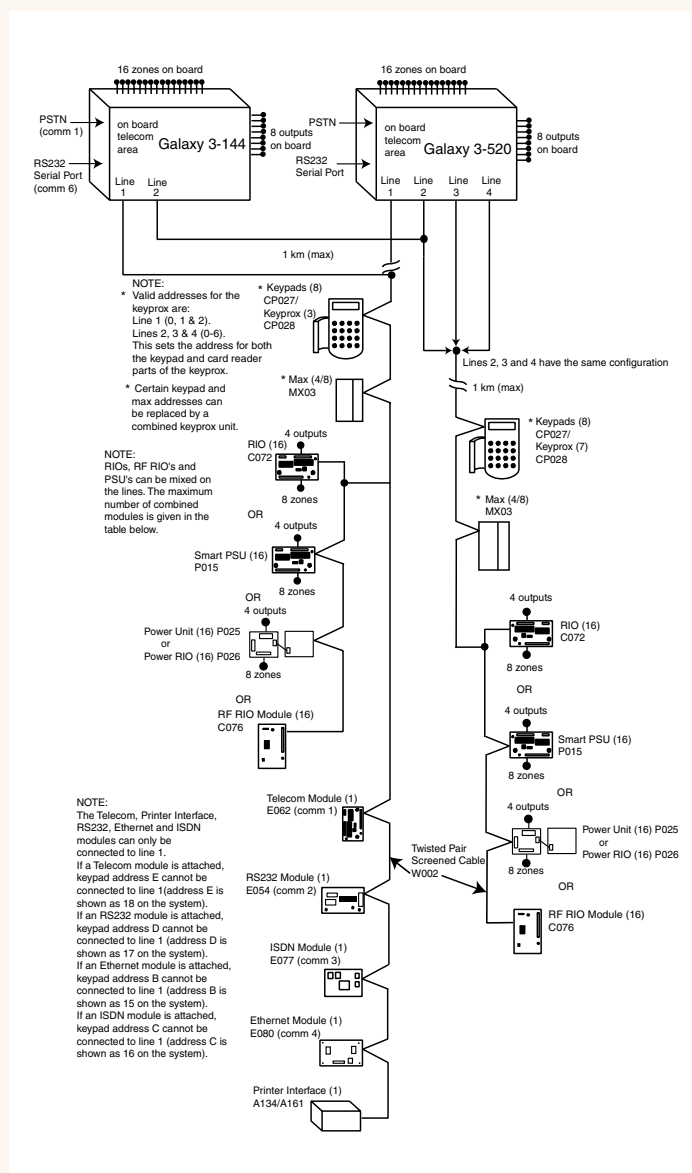 16 zones on board
PSTN
(comm 1)
on board
telecom
area
Galaxy 3-144
8 outputs
on board
RS232
Serial Port
(comm 6)
Line
1
Line
2
16 zones on board
PSTN
on board
telecom
area
Galaxy 3-520
8 outputs
on board
RS232
Serial Port
Line
1
Line
2
Line
3
Line
4
1 km (max)
NOTE:
* Valid addresses for the
keyprox are:
Line 1 (0, 1 & 2).
Lines 2, 3 & 4 (0-6).
This sets the address for both
the keypad and card reader
parts of the keyprox.
* Certain keypad and
max addresses can
be replaced by a
combined keyprox unit.
* Keypads (8)
CP027/
Keyprox (3)
CP028
* Max (4/8)
MX03
NOTE:
RIOs, RF RIO's and
PSU's can be mixed on
the lines. The maximum
number of combined
modules is given in the
table below.
4 outputs
RIO (16)
C072
8 zones
OR
4 outputs
Smart PSU (16)
P015
8 zones
OR
4 outputs
Power Unit (16) P025
or
Power RIO (16) P026
8 zones
OR
RF RIO Module (16)
C076
Lines 2, 3 and 4 have the same configuration
1 km (max)
* Keypads (8)
CP027/
Keyprox (7)
CP028
* Max (4/8)
MX03
4 outputs
RIO (16)
C072
8 zones
OR
4 outputs
Smart PSU (16)
P015
8 zones
OR
4 outputs
Power Unit (16) P025
or
Power RIO (16) P026
8 zones
OR
RF RIO Module (16)
C076
NOTE:
The Telecom, Printer Interface,
RS232, Ethernet and ISDN
modules can only be
connected to line 1.
If a Telecom module is attached,
keypad address E cannot be
connected to line 1(address E is
shown as 18 on the system).
If an RS232 module is attached,
keypad address D cannot be
connected to line 1 (address D is
shown as 17 on the system).
If an Ethernet module is attached,
keypad address B cannot be
connected to line 1 (address B is
shown as 15 on the system).
If an ISDN module is attached,
keypad address C cannot be
connected to line 1 (address C is
shown as 16 on the system).
Telecom Module (1)
E062 (comm 1)
Twisted Pair
Screened Cable
W002
RS232 Module (1)
E054 (comm 2)
ISDN Module (1)
E077 (comm 3)
Ethernet Module (1)
E080 (comm 4)
Printer Interface (1)
A134/A161